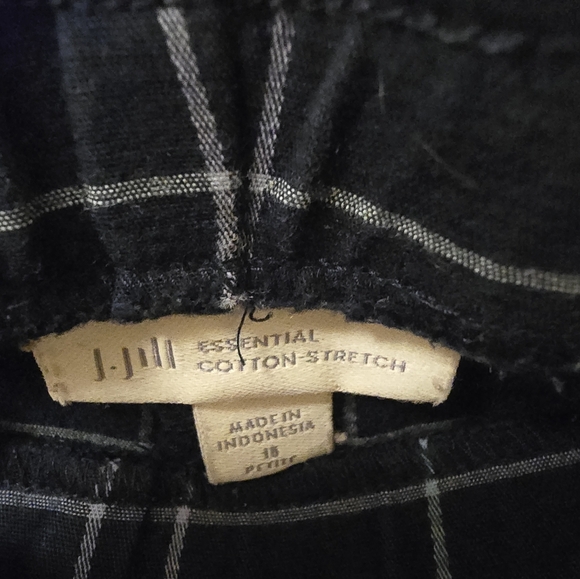 J.Jill
ESSENTIAL
COTTON-STRETCH
MADE IN
INDONESIA
16
PETITE